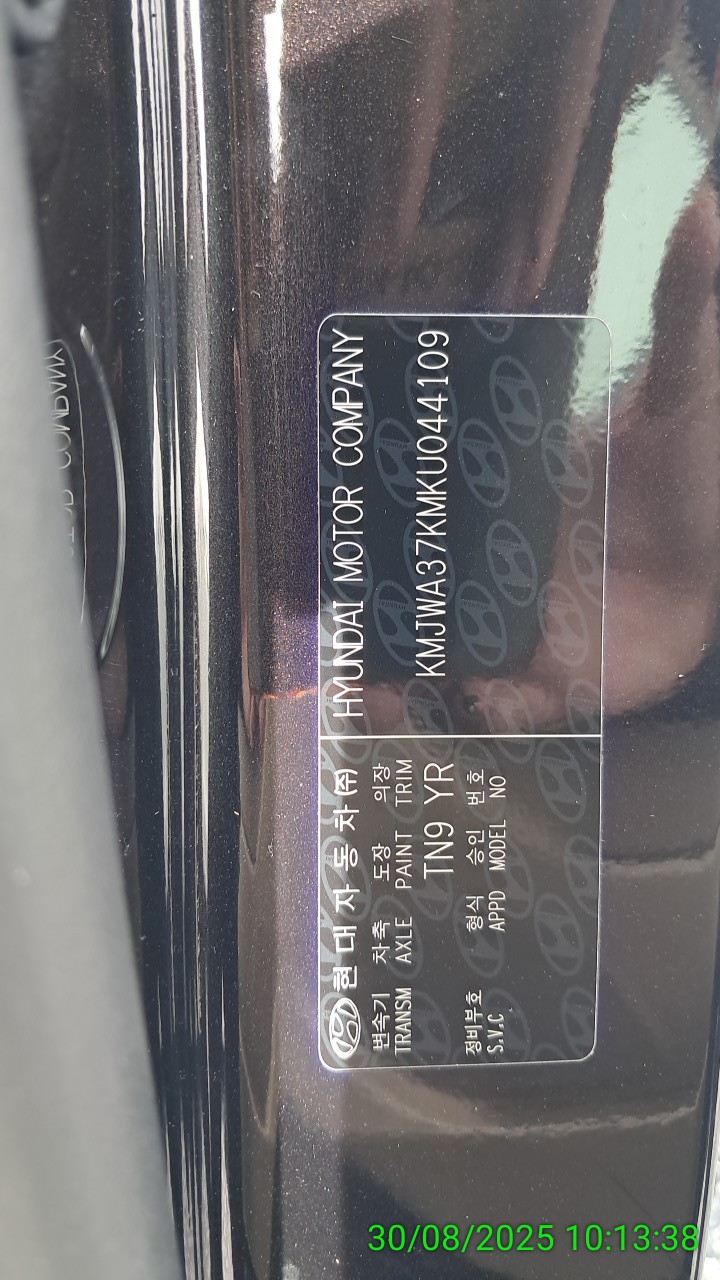 현대자동차(주)
HYUNDAI MOTOR COMPANY
변속기 차축 도장 의장
TRANSM AXLE PAINT TRIM
TN9 YR
KMJWA37KMKU044109
정비부호 형식 승인 번호
S.V.C APPD MODEL NO
30/08/2025 10:13:38